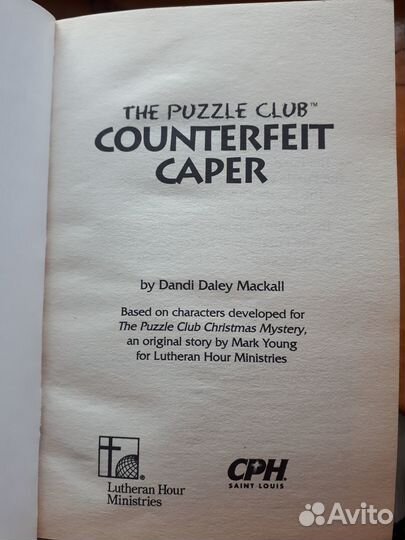 THE PUZZLE CLUB™
COUNTERFEIT
CAPER
by Dandi Daley Mackall
Based on characters developed for
The Puzzle Club Christmas Mystery,
an original story by Mark Young
for Lutheran Hour Ministries
®
Lutheran Hour
Ministries
CPH®
SAINT LOUIS
Avito